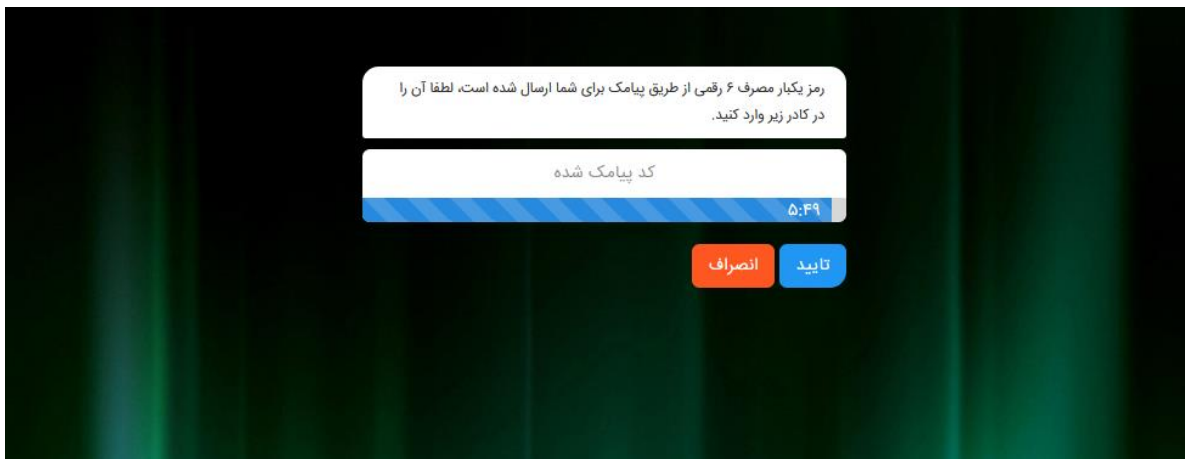 رمز یکبار مصرف ۶ رقمی از طریق پیامک برای شما ارسال شده است، لطفا آن را
در کادر زیر وارد کنید.
کد پیامک شده
۵:۴۹
تایید
انصراف